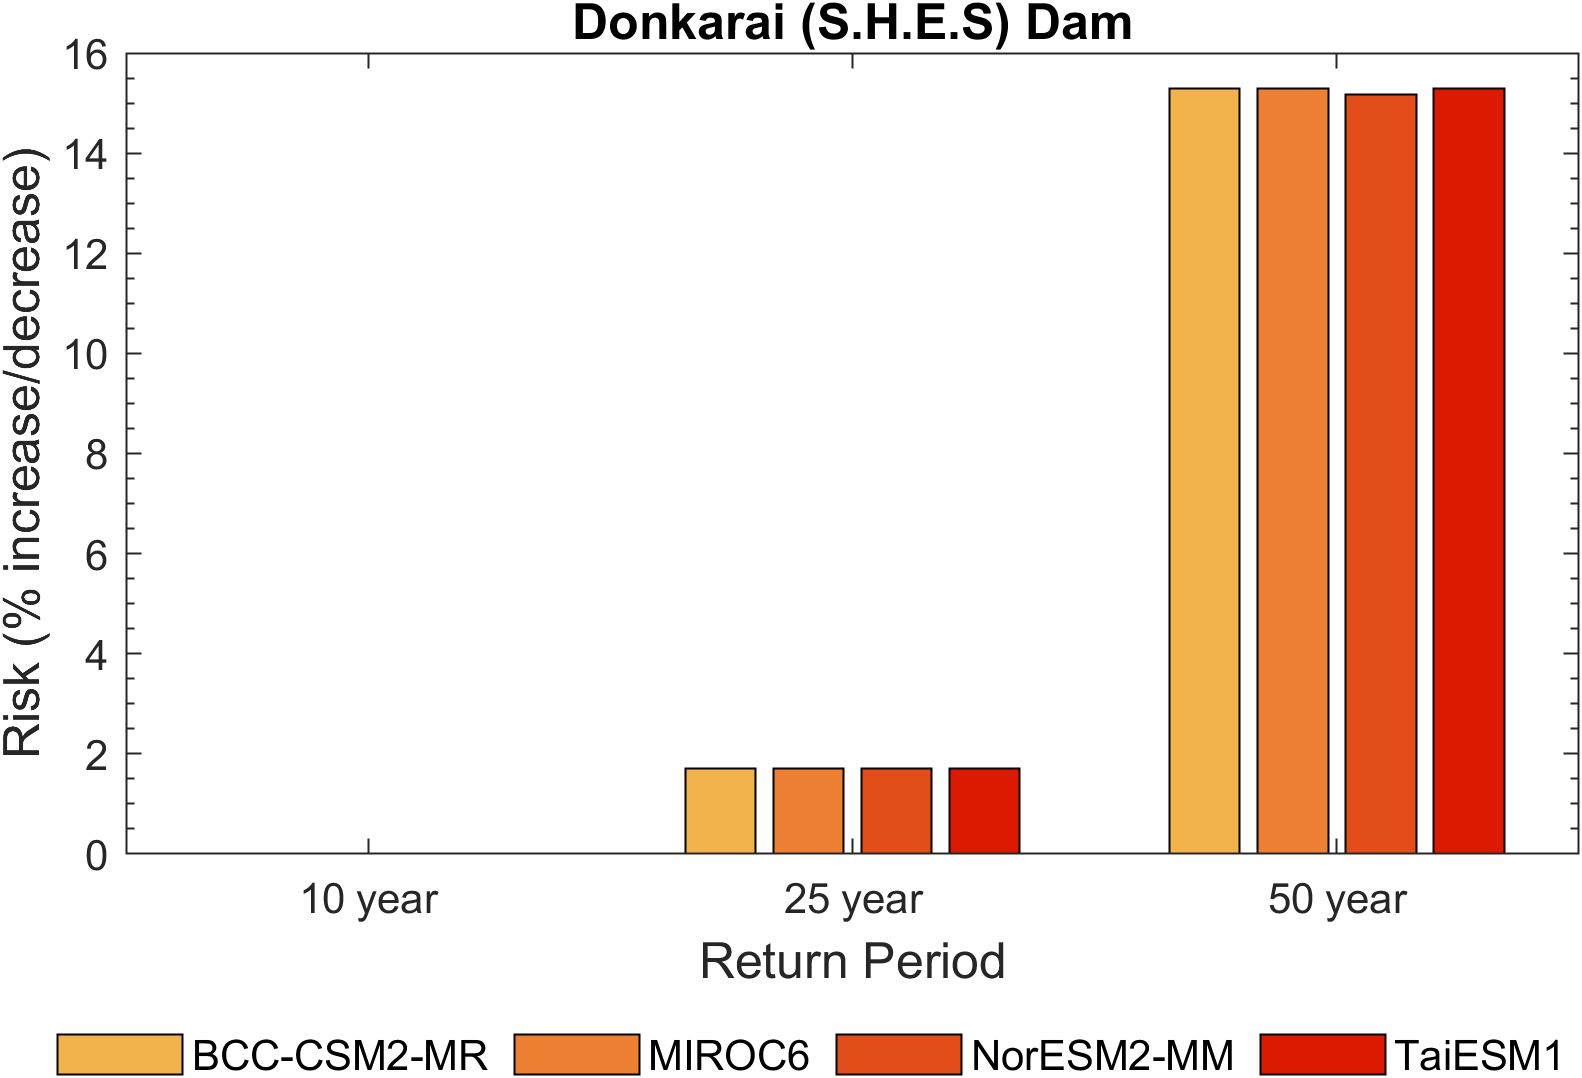 Donkarai (S.H.E.S) Dam
Risk (% increase/decrease)
16
14
12
10
8
6
4
2
0
10 year 25 year 50 year
Return Period
BCC-CSM2-MR MIROC6 NorESM2-MM TaiESM1